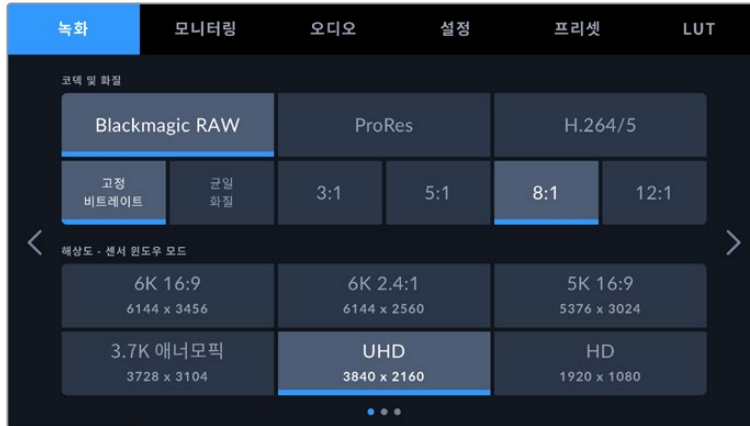 녹화 모니터링 오디오 설정 프리셋 LUT
코덱 및 화질
Blackmagic RAW ProRes H.264/5
고정 비트레이트 균일 화질 3:1 5:1 8:1 12:1
해상도 - 센서 윈도우 모드
6K 16:9 6K 2.4:1 5K 16:9
6144 x 3456 6144 x 2560 5376 x 3024
3.7K 애너모픽 UHD HD
3728 x 3104 3840 x 2160 1920 x 1080